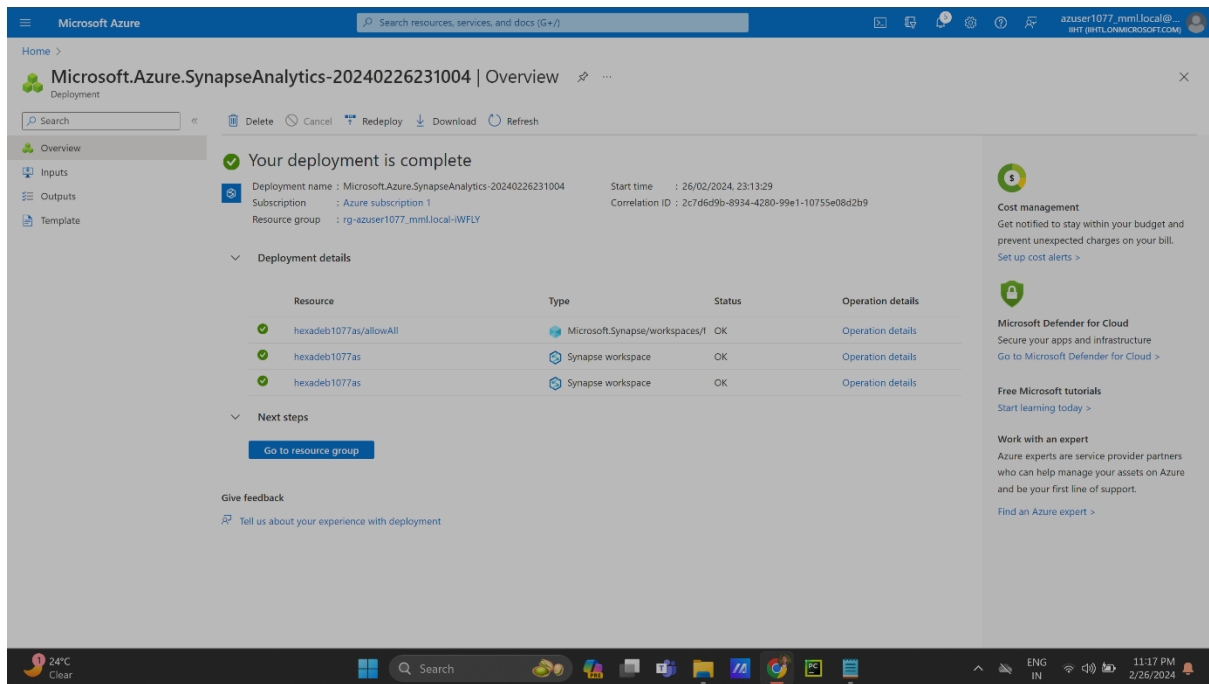 Microsoft Azure
Search resources, services, and docs (G+/)
5
azuser1077_mml.local@...
IIHT (IIHTL.ONMICROSOFT.COM)
Home >
Microsoft.Azure.SynapseAnalytics-20240226231004 | Overview
Deployment
Search
Delete Cancel Redeploy Download Refresh
Overview
Inputs
Outputs
Template
Your deployment is complete
Deployment name : Microsoft.Azure.SynapseAnalytics-20240226231004
Subscription : Azure subscription 1
Resource group : rg-azuser1077_mml.local-iWFLY
Start time : 26/02/2024, 23:13:29
Correlation ID : 2c7d6d9b-8934-4280-99e1-10755e08d2b9
Deployment details
Resource Type Status Operation details
hexadeb1077as/allowAll Microsoft.Synapse/workspaces/f OK Operation details
hexadeb1077as Synapse workspace OK Operation details
hexadeb1077as Synapse workspace OK Operation details
Next steps
Go to resource group
Give feedback
Tell us about your experience with deployment
Cost management
Get notified to stay within your budget and
prevent unexpected charges on your bill.
Set up cost alerts >
Microsoft Defender for Cloud
Secure your apps and infrastructure
Go to Microsoft Defender for Cloud >
Free Microsoft tutorials
Start learning today >
Work with an expert
Azure experts are service provider partners
who can help manage your assets on Azure
and be your first line of support.
Find an Azure expert >
1
24°C
Clear
Search
PRE
PC
ENG
IN
11:17 PM
2/26/2024